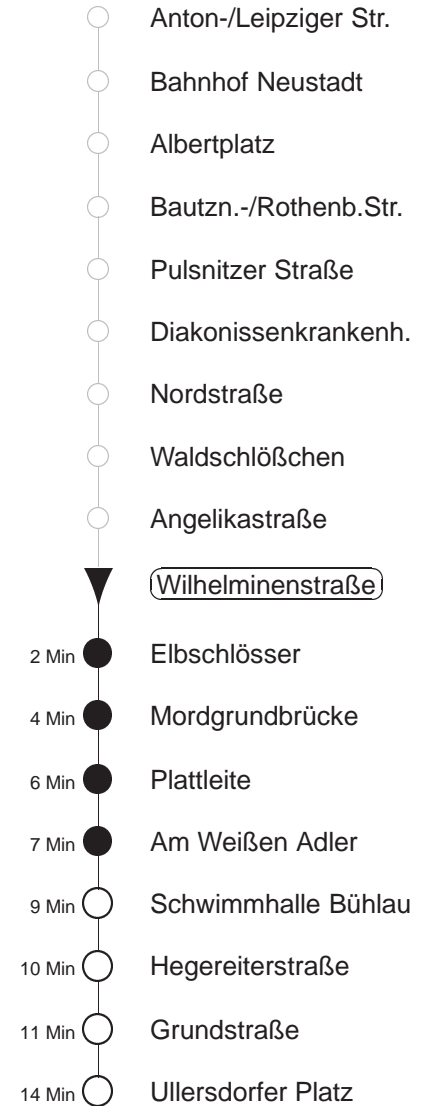 Anton-/Leipziger Str.
Bahnhof Neustadt
Albertplatz
Bautzn.-/Rothenb.Str.
Pulsnitzer Straße
Diakonissenkrankenh.
Nordstraße
Waldschlößchen
Angelikastraße
Wilhelminenstraße
2 Min Elbschlösser
4 Min Mordgrundbrücke
6 Min Plattleite
7 Min Am Weißen Adler
9 Min Schwimmhalle Bühlau
10 Min Hegereiterstraße
11 Min Grundstraße
14 Min Ullersdorfer Platz